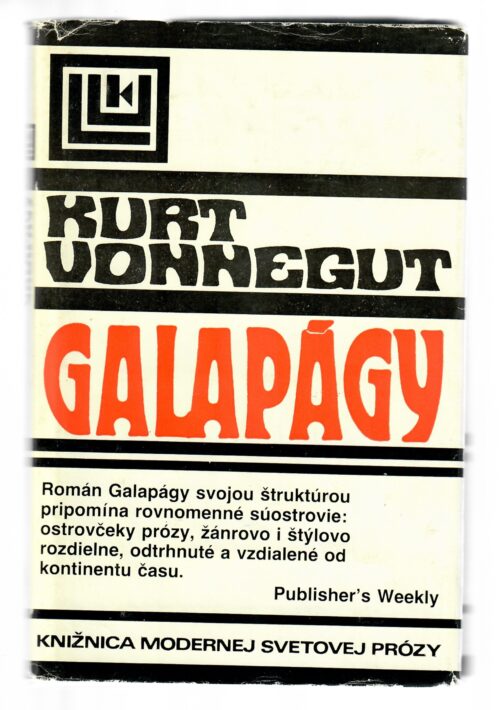 KURT
VONNEGUT
GALAPÁGY
Román Galapágy svojou štruktúrou
pripomína rovnomenné súostrovie:
ostrovčeky prózy, žánrovo i štýlovo
rozdielne, odtrhnuté a vzdialené od
kontinentu času.
Publisher's Weekly
KNIŽNICA MODERNEJ SVETOVEJ PRÓZY